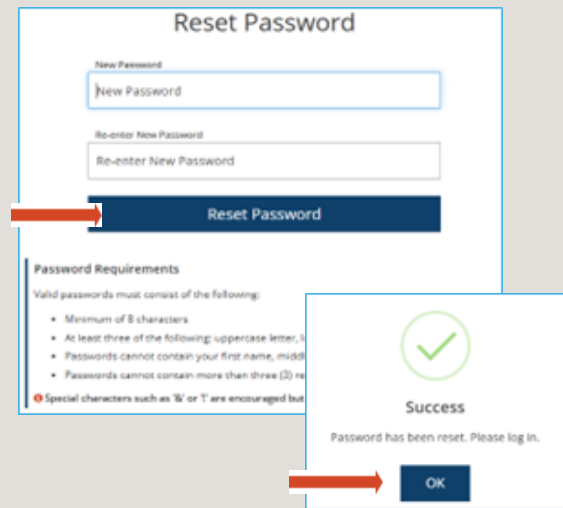 Reset Password
New Password
New Password
Re-enter New Password
Re-enter New Password
Reset Password
Password Requirements
Valid passwords must consist of the following:
Minimum of 8 characters
At least three of the following: uppercase letter,
Passwords cannot contain your first name,
Passwords cannot contain more than three (3)
Special characters such as '&' or '!' are encouraged but
Success
Password has been reset. Please log in.
OK